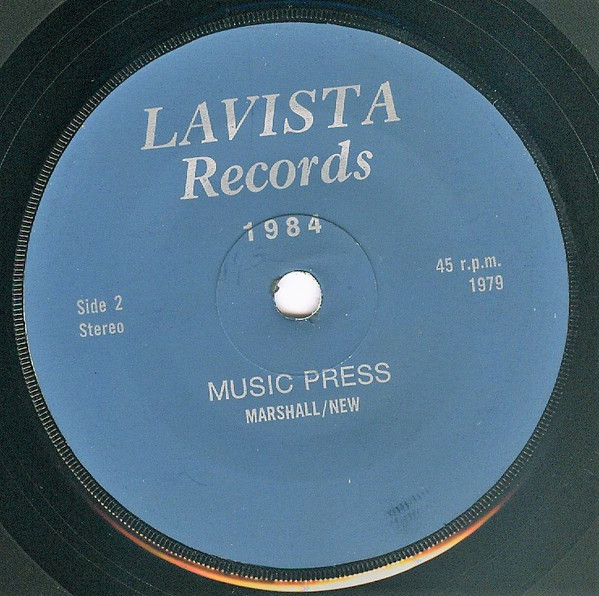 LAVISTA
Records
1984
45 r.p.m.
1979
Side 2
Stereo
MUSIC PRESS
MARSHALL/NEW